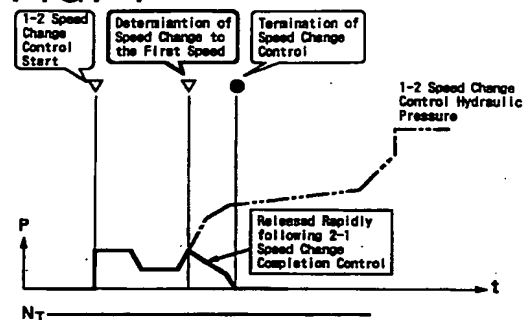 1-2 Speed
Change
Control
Start
Determiantion of
Speed Change to
the First Speed
Termination of
Speed Change
Control
1-2 Speed Change
Control Hydraulic
Pressure
P
Released Rapidly
following 2-1
Speed Change
Completion Control
t
NT